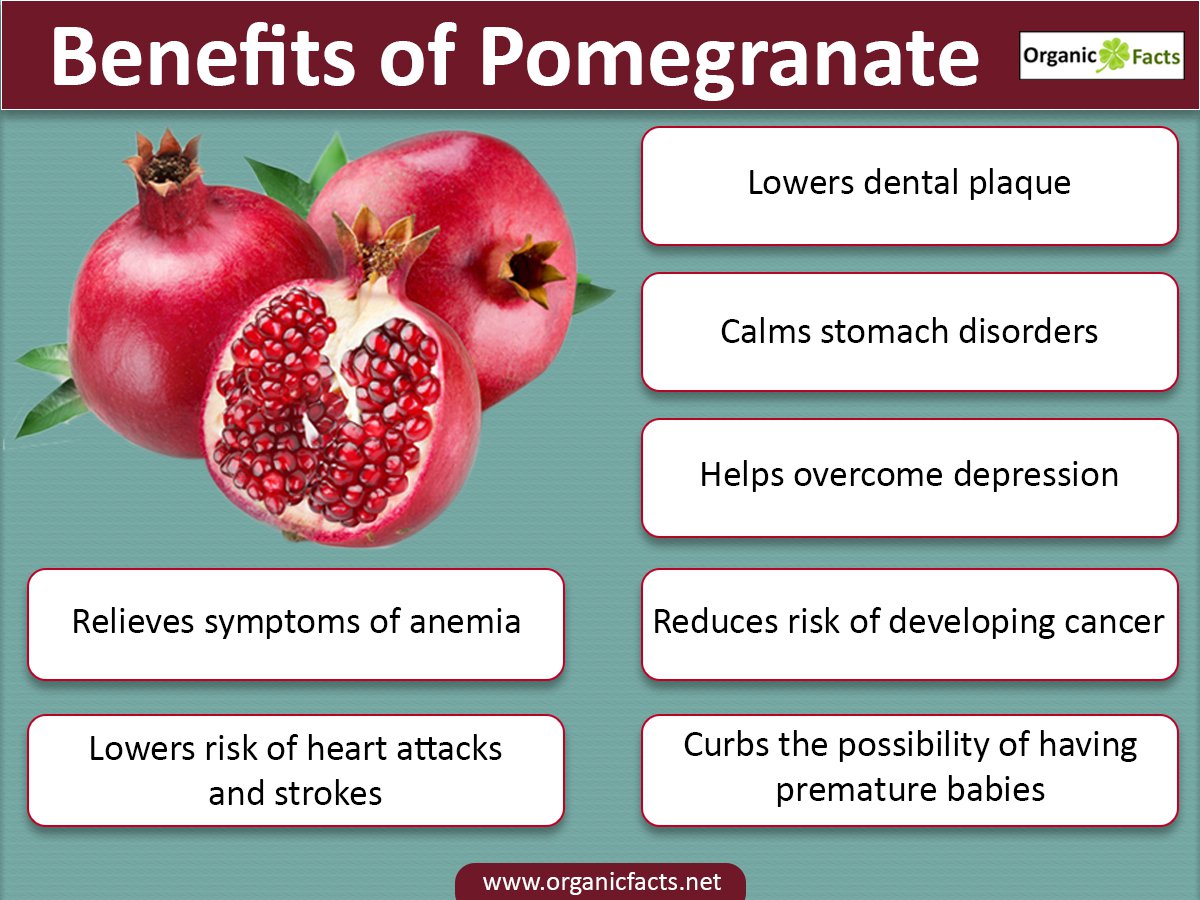 Benefits of Pomegranate
Organic Facts
Lowers dental plaque
Calms stomach disorders
Helps overcome depression
Relieves symptoms of anemia
Reduces risk of developing cancer
Lowers risk of heart attacks
and strokes
Curbs the possibility of having
premature babies
www.organicfacts.net